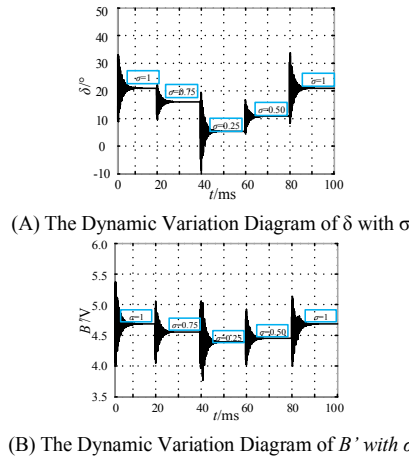 50
40
30
20
10
0
-10
δ/°
σ=1
σ=0.75
σ=0.25
σ=0.50
σ=1
0
20
40
60
80
100
t/ms
(A) The Dynamic Variation Diagram of δ with σ
6.0
5.5
5.0
4.5
4.0
3.5
B'/V
σ=1
σ=0.75
σ=0.25
σ=0.50
σ=1
0
20
40
60
80
100
t/ms
(B) The Dynamic Variation Diagram of B’ with σ